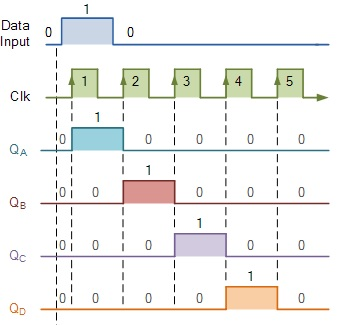 1
Data
Input 0 0
Clk 1 2 3 4 5
1
QA 0 0 0 0 0
1
QB 0 0 0 0 0
1
QC 0 0 0 0 0
1
QD 0 0 0 0 0 0